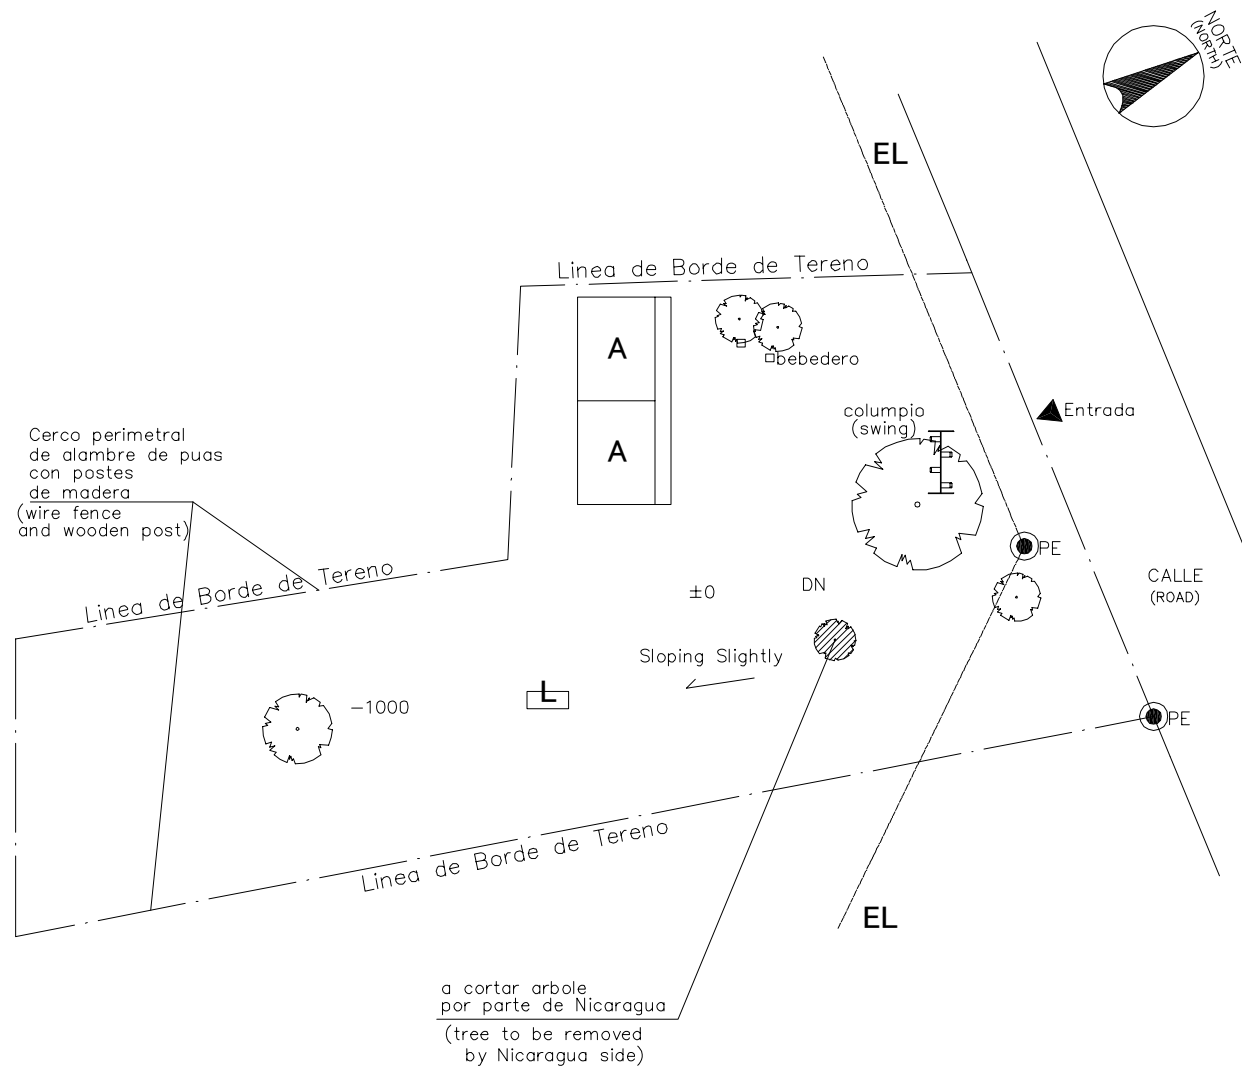 NORTE
(NORTH)
EL
Linea de Borde de Tereno
A
bebedero
columpio
(swing)
Entrada
A
Cerco perimetral
de alambre de puas
con postes
de madera
(wire fence
and wooden post)
PE
CALLE
(ROAD)
Linea de Borde de Tereno
±0
DN
Sloping Slightly
L
-1000
PE
Linea de Borde de Tereno
EL
a cortar arbole
por parte de Nicaragua
(tree to be removed
by Nicaragua side)